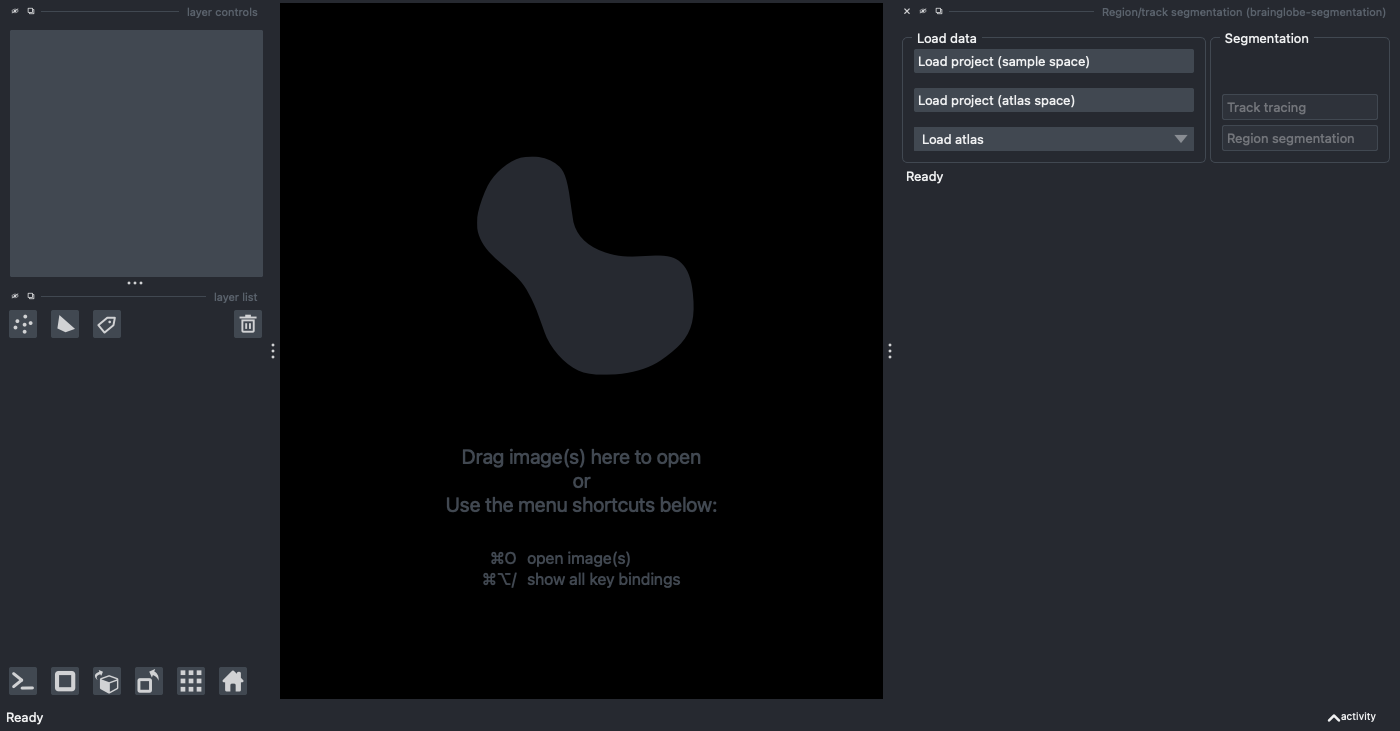 layer controls
layer list
Drag image(s) here to open
or
Use the menu shortcuts below:
⌘O open image(s)
⌘⌥/ show all key bindings
Ready
Region/track segmentation (brainglobe-segmentation)
Load data
Load project (sample space)
Load project (atlas space)
Load atlas
Segmentation
Track tracing
Region segmentation
Ready
activity